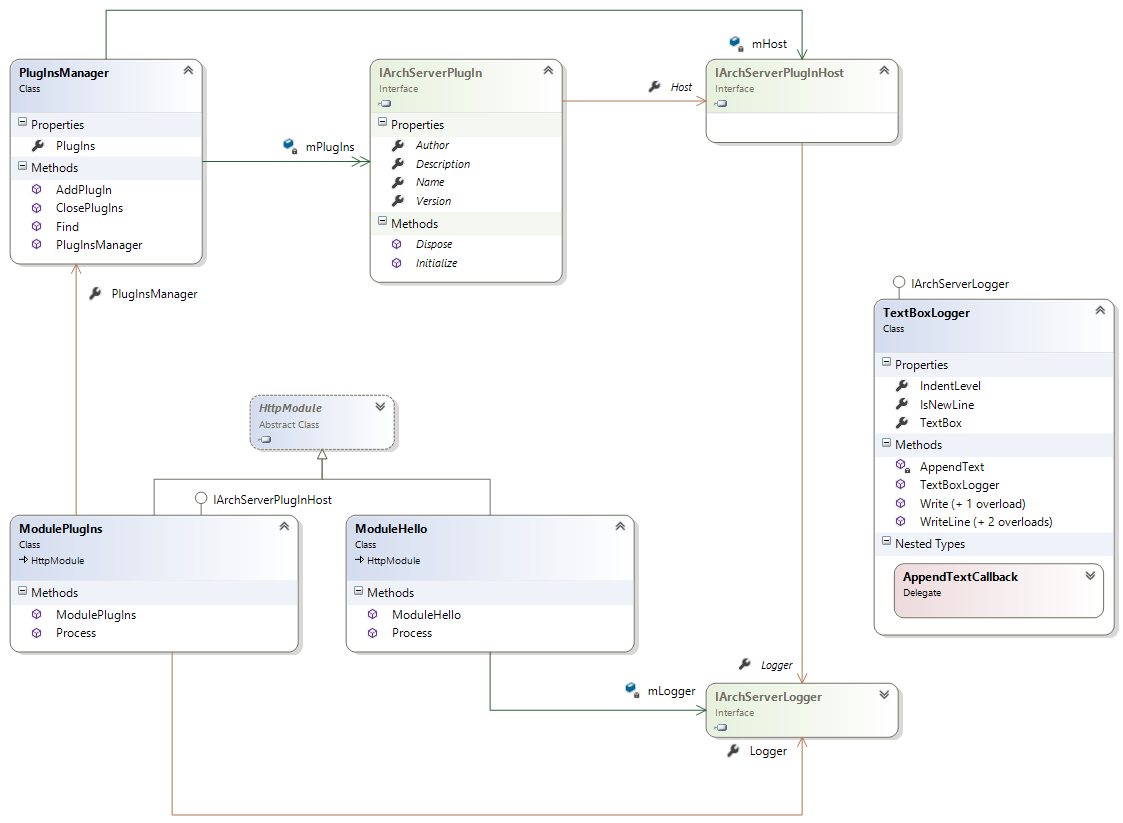 mHost
PlugInsManager
Class
Properties
PlugIns
Methods
AddPlugIn
ClosePlugIns
Find
PlugInsManager
mPlugIns
IArchServerPlugIn
Interface
Properties
Author
Description
Name
Version
Methods
Dispose
Initialize
Host
IArchServerPlugInHost
Interface
PlugInsManager
IArchServerLogger
TextBoxLogger
Class
Properties
IndentLevel
IsNewLine
TextBox
Methods
AppendText
TextBoxLogger
Write (+ 1 overload)
WriteLine (+ 2 overloads)
Nested Types
AppendTextCallback
Delegate
HttpModule
Abstract Class
IArchServerPlugInHost
ModulePlugIns
Class
HttpModule
Methods
ModulePlugIns
Process
ModuleHello
Class
HttpModule
Methods
ModuleHello
Process
Logger
mLogger
IArchServerLogger
Interface
Logger